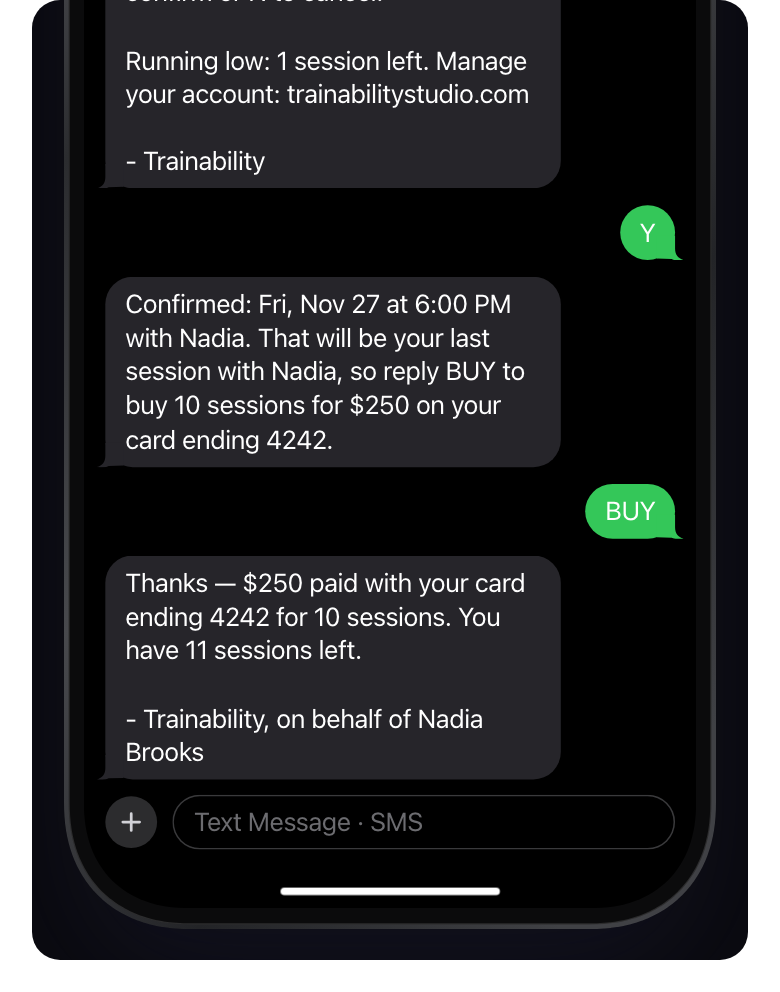 Running low: 1 session left. Manage
your account: trainabilitystudio.com
- Trainability
Y
Confirmed: Fri, Nov 27 at 6:00 PM
with Nadia. That will be your last
session with Nadia, so reply BUY to
buy 10 sessions for $250 on your
card ending 4242.
BUY
Thanks — $250 paid with your card
ending 4242 for 10 sessions. You
have 11 sessions left.
- Trainability, on behalf of Nadia
Brooks
+
Text Message · SMS